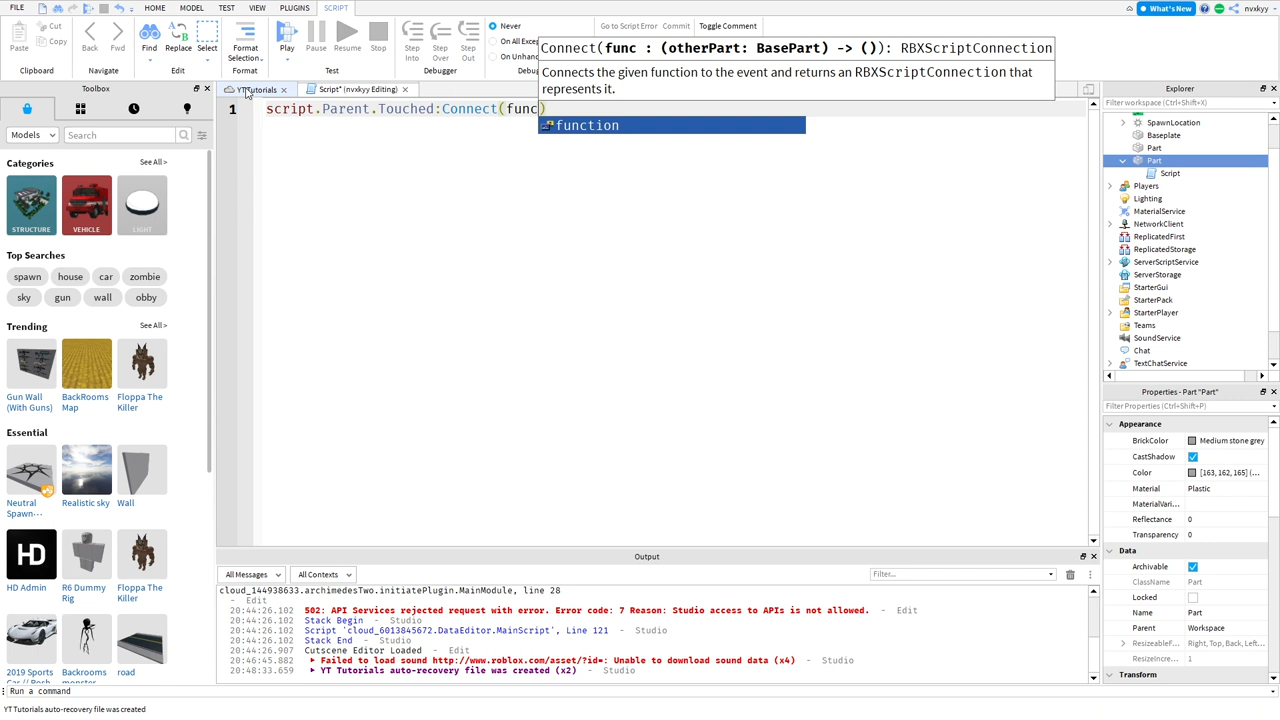 FILE HOME MODEL TEST VIEW PLUGINS SCRIPT What's New nvxkyy
Cut
Copy
Paste Back Fwd Find Replace Select Format Selection... Play Pause Resume Stop Step Into Step Over Step Out
Never Go to Script Error Commit Toggle Comment
On All Exce
On Unhan
Clipboard Navigate Edit Format Test Debugger Debu
Connect(func : (otherPart: BasePart) -> ()): RBXScriptConnection
Connects the given function to the event and returns an RBXScriptConnection that
represents it.
Toolbox YT Tutorials Script* (nvxkyy Editing) Explorer
1 script.Parent.Touched:Connect(func)
function
Models Search
Categories See All >
STRUCTURE VEHICLE LIGHT
Top Searches
spawn house car zombie
sky gun wall obby
Trending See All >
Gun Wall (With Guns)
BackRooms Map
Floppa The Killer
Essential See All >
Neutral Spawn...
Realistic sky
Wall
HD
HD Admin
R6 Dummy Rig
Floppa The Killer
2019 Sports
Backrooms
road
Filter workspace (Ctrl+Shift+X)
SpawnLocation
Baseplate
Part
Part
Script
Players
Lighting
MaterialService
NetworkClient
ReplicatedFirst
ReplicatedStorage
ServerScriptService
ServerStorage
StarterGui
StarterPack
StarterPlayer
Teams
SoundService
Chat
TextChatService
Properties - Part "Part"
Filter Properties (Ctrl+Shift+P)
Appearance
BrickColor Medium stone grey
CastShadow
Color [163, 162, 165] (...
Material Plastic
MaterialVari...
Reflectance 0
Transparency 0
Data
Archivable
ClassName Part
Locked
Name Part
Parent Workspace
ResizeableF... Right, Top, Back, Left...
ResizeIncre... 1
Transform
Output
All Messages All Contexts Filter...
cloud_144938633.archimedesTwo.initiatePlugin.MainModule, line 28
- Edit
20:44:26.102 502: API Services rejected request with error. Error code: 7 Reason: Studio access to APIs is not allowed. - Edit
20:44:26.102 Stack Begin - Studio
20:44:26.102 Script 'cloud_6013845672.DataEditor.MainScript', Line 121 - Studio
20:44:26.102 Stack End - Studio
20:44:26.907 Cutscene Editor Loaded - Edit
20:46:45.882 Failed to load sound http://www.roblox.com/asset/?id=: Unable to download sound data (x4) - Studio
20:48:33.659 YT Tutorials auto-recovery file was created (x2) - Studio
Run a command
YT Tutorials auto-recovery file was created